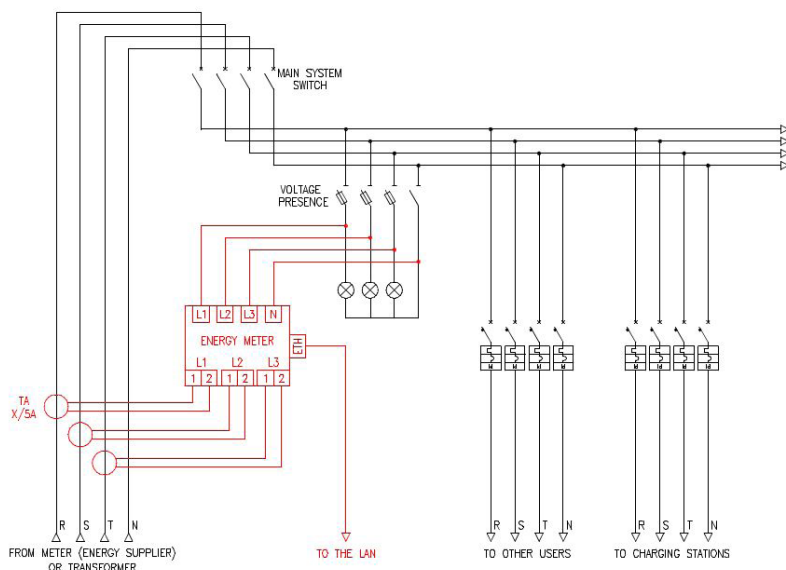 MAIN SYSTEM
SWITCH
VOLTAGE
PRESENCE
L1 L2 L3 N
ENERGY METER
ETH
L1 L2 L3
1 2 1 2 1 2
TA
X/5A
R S T N
FROM METER (ENERGY SUPPLIER)
OR TRANSFORMER
TO THE LAN
R S T N
TO OTHER USERS
R S T N
TO CHARGING STATIONS